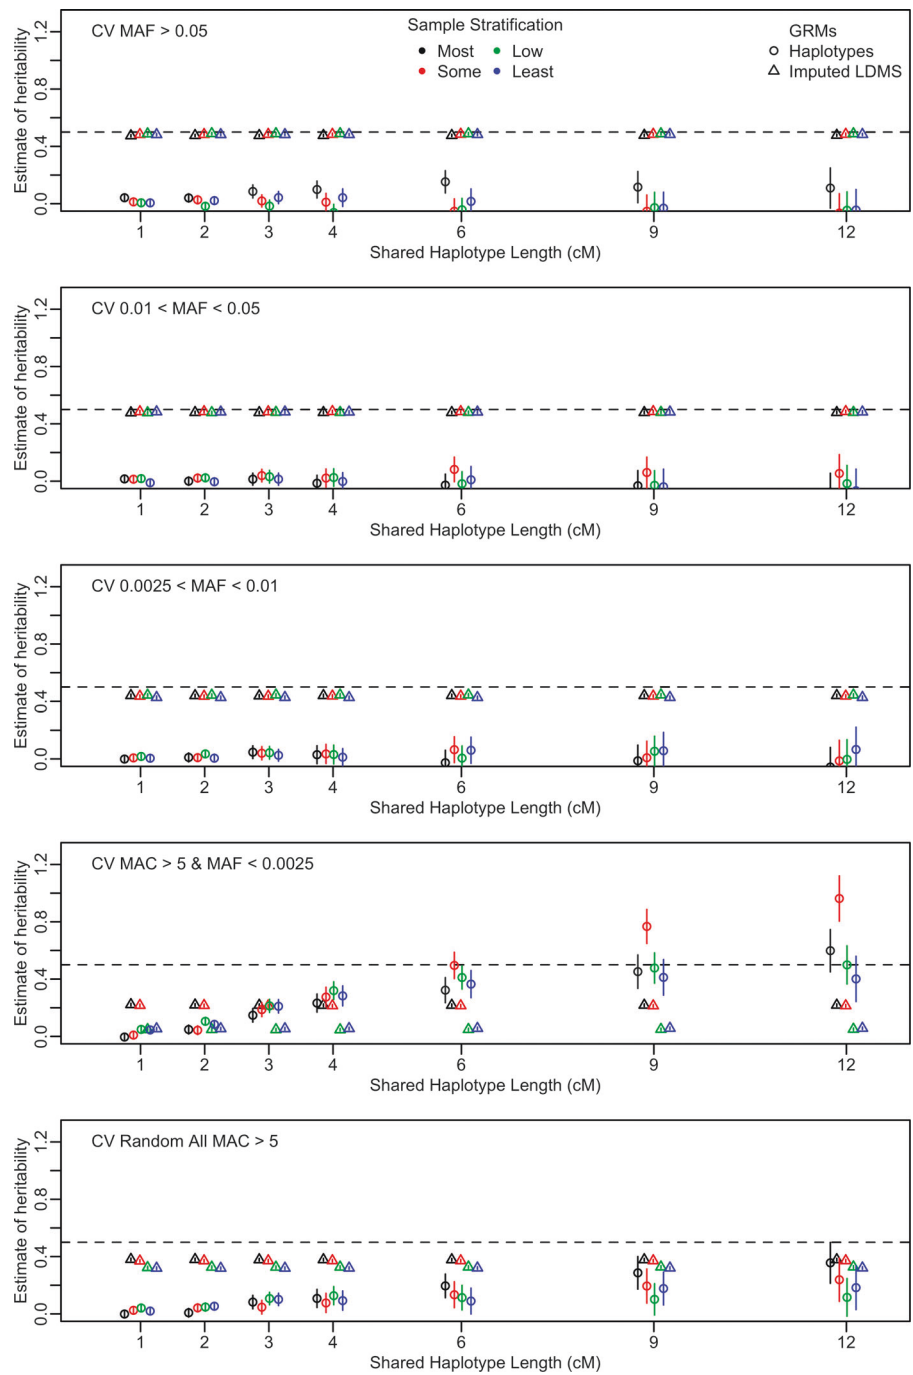 CV MAF > 0.05
Sample Stratification
Most
Low
Some
Least
GRMs
Haplotypes
Imputed LDMS
Estimate of heritability
0.0 0.4 0.8 1.2
1 2 3 4 6 9 12
Shared Haplotype Length (cM)
CV 0.01 < MAF < 0.05
Estimate of heritability
0.0 0.4 0.8 1.2
1 2 3 4 6 9 12
Shared Haplotype Length (cM)
CV 0.0025 < MAF < 0.01
Estimate of heritability
0.0 0.4 0.8 1.2
1 2 3 4 6 9 12
Shared Haplotype Length (cM)
CV MAC > 5 & MAF < 0.0025
Estimate of heritability
0.0 0.4 0.8 1.2
1 2 3 4 6 9 12
Shared Haplotype Length (cM)
CV Random All MAC > 5
Estimate of heritability
0.0 0.4 0.8 1.2
1 2 3 4 6 9 12
Shared Haplotype Length (cM)